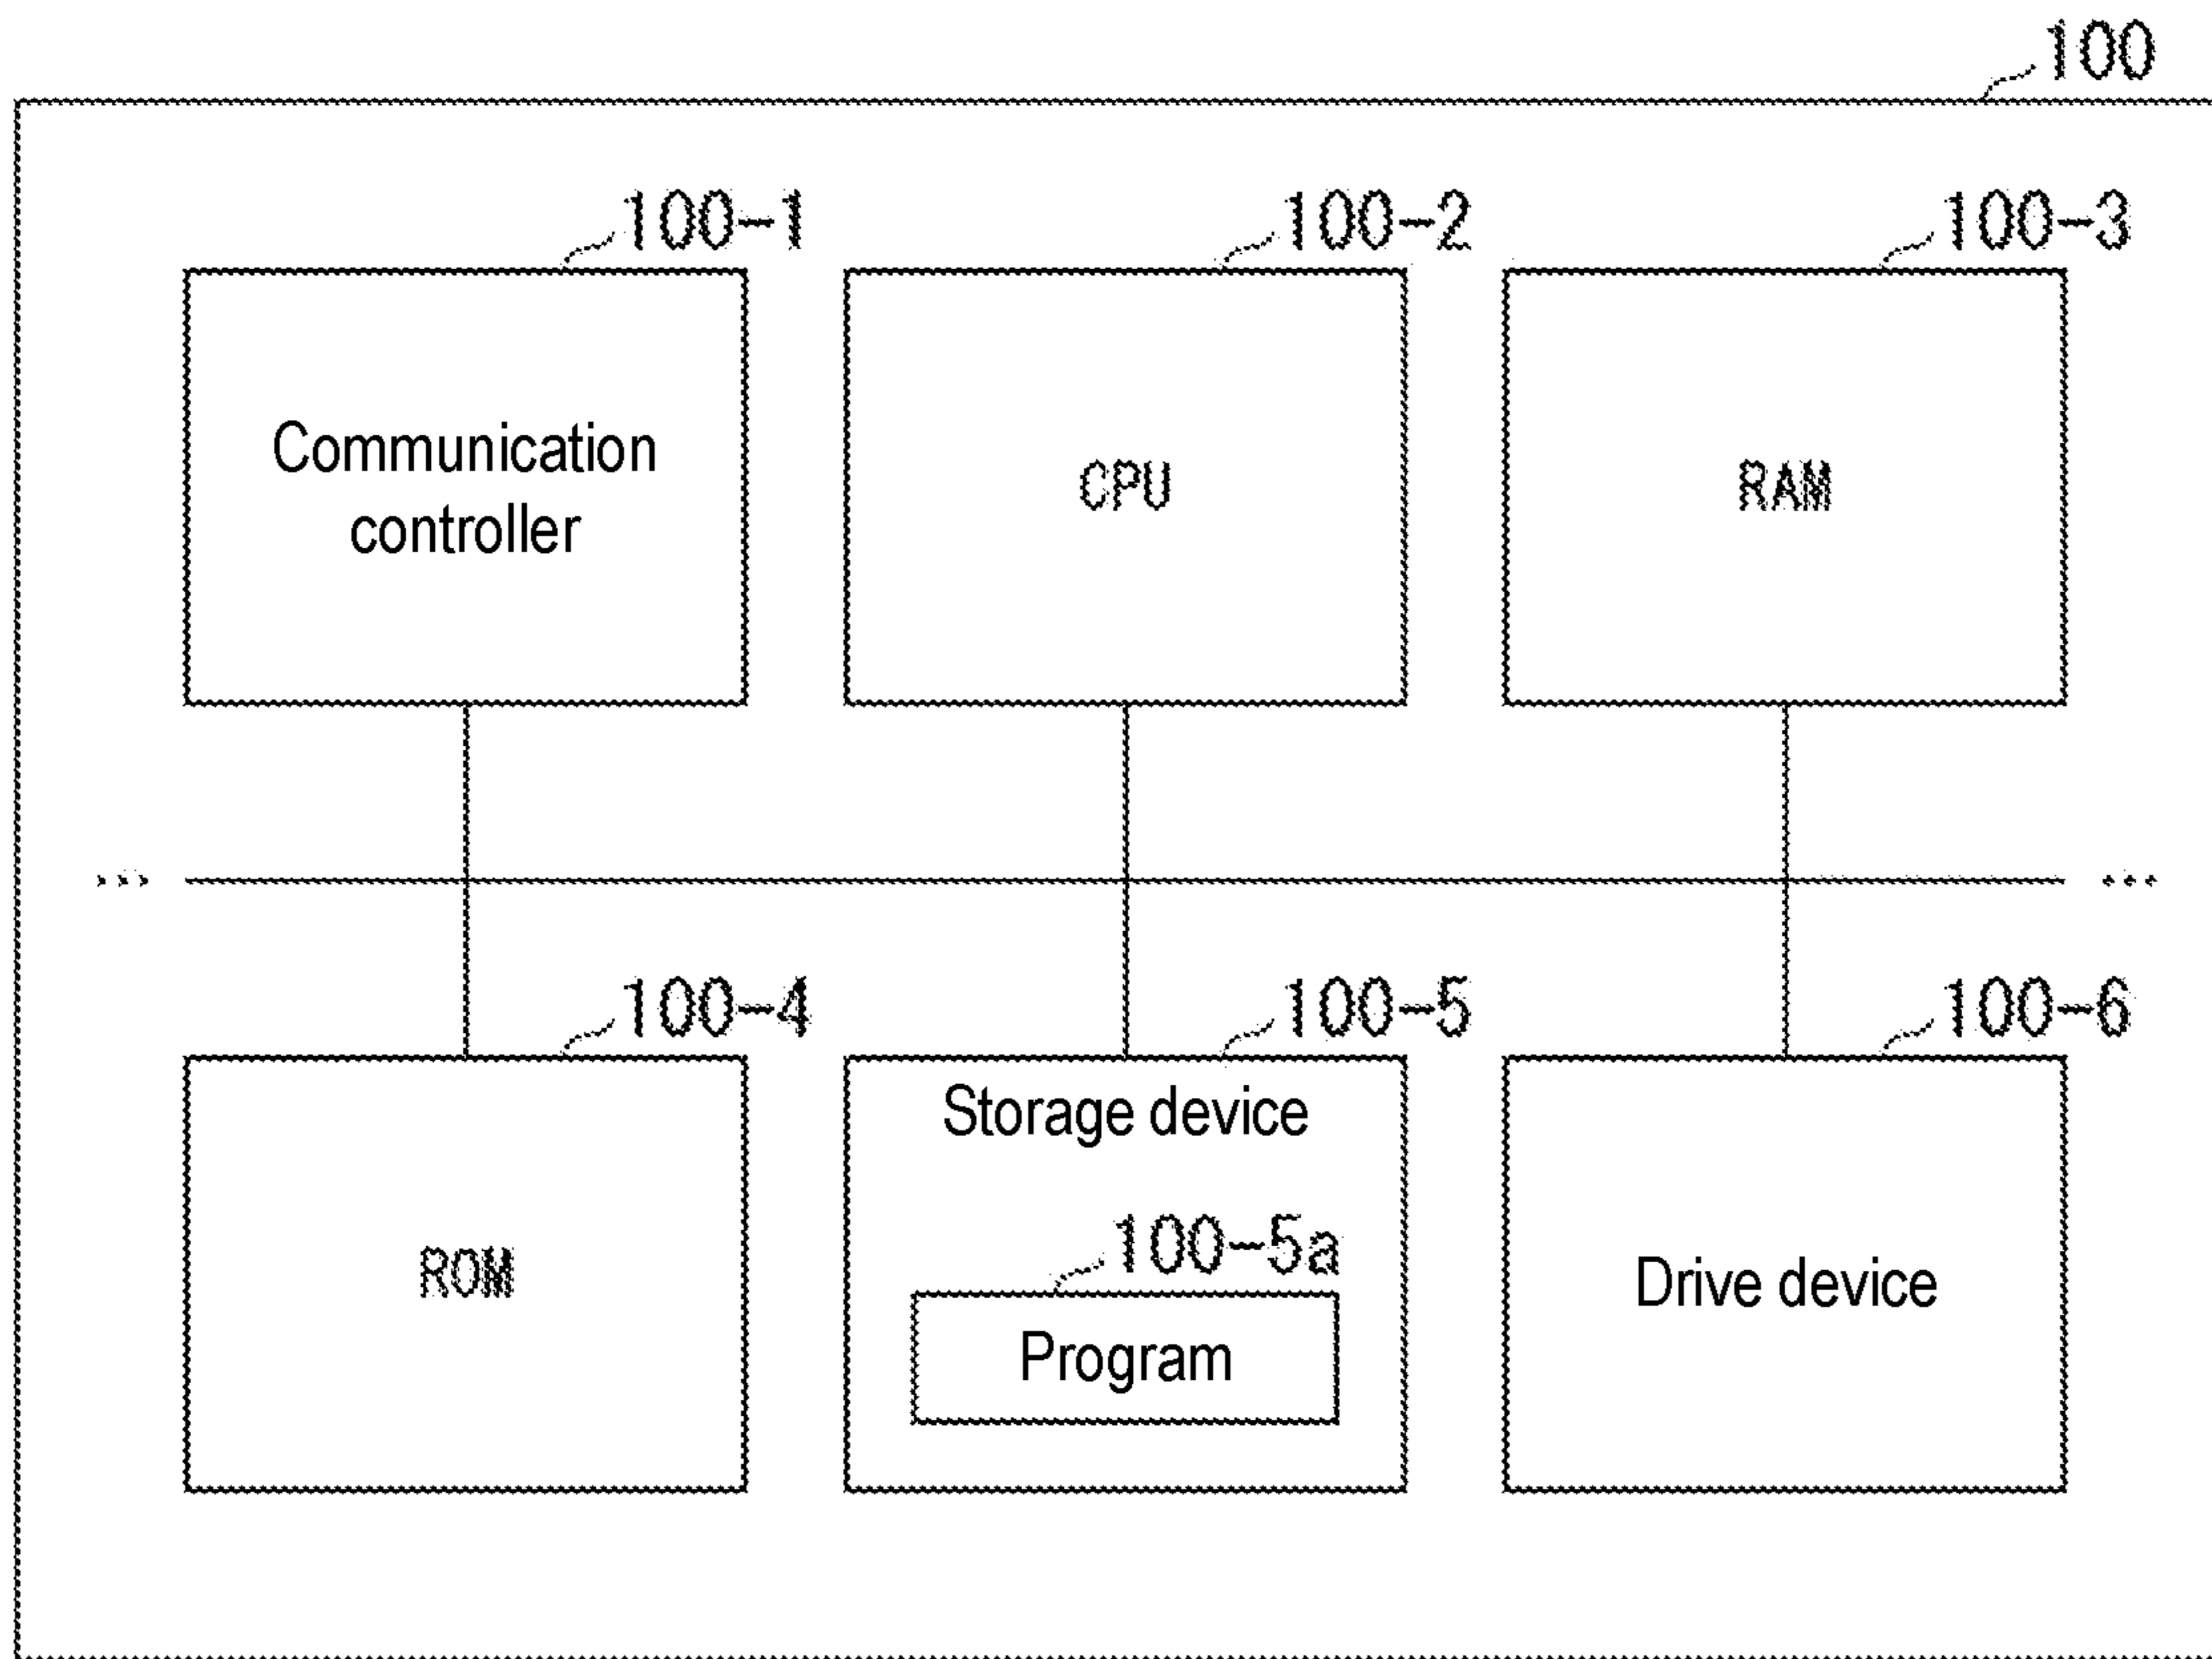 100
100-1
100-2
100-3
Communication
controller
CPU
RAM
...
...
100-4
100-5
100-6
ROM
Storage device
100-5a
Program
Drive device